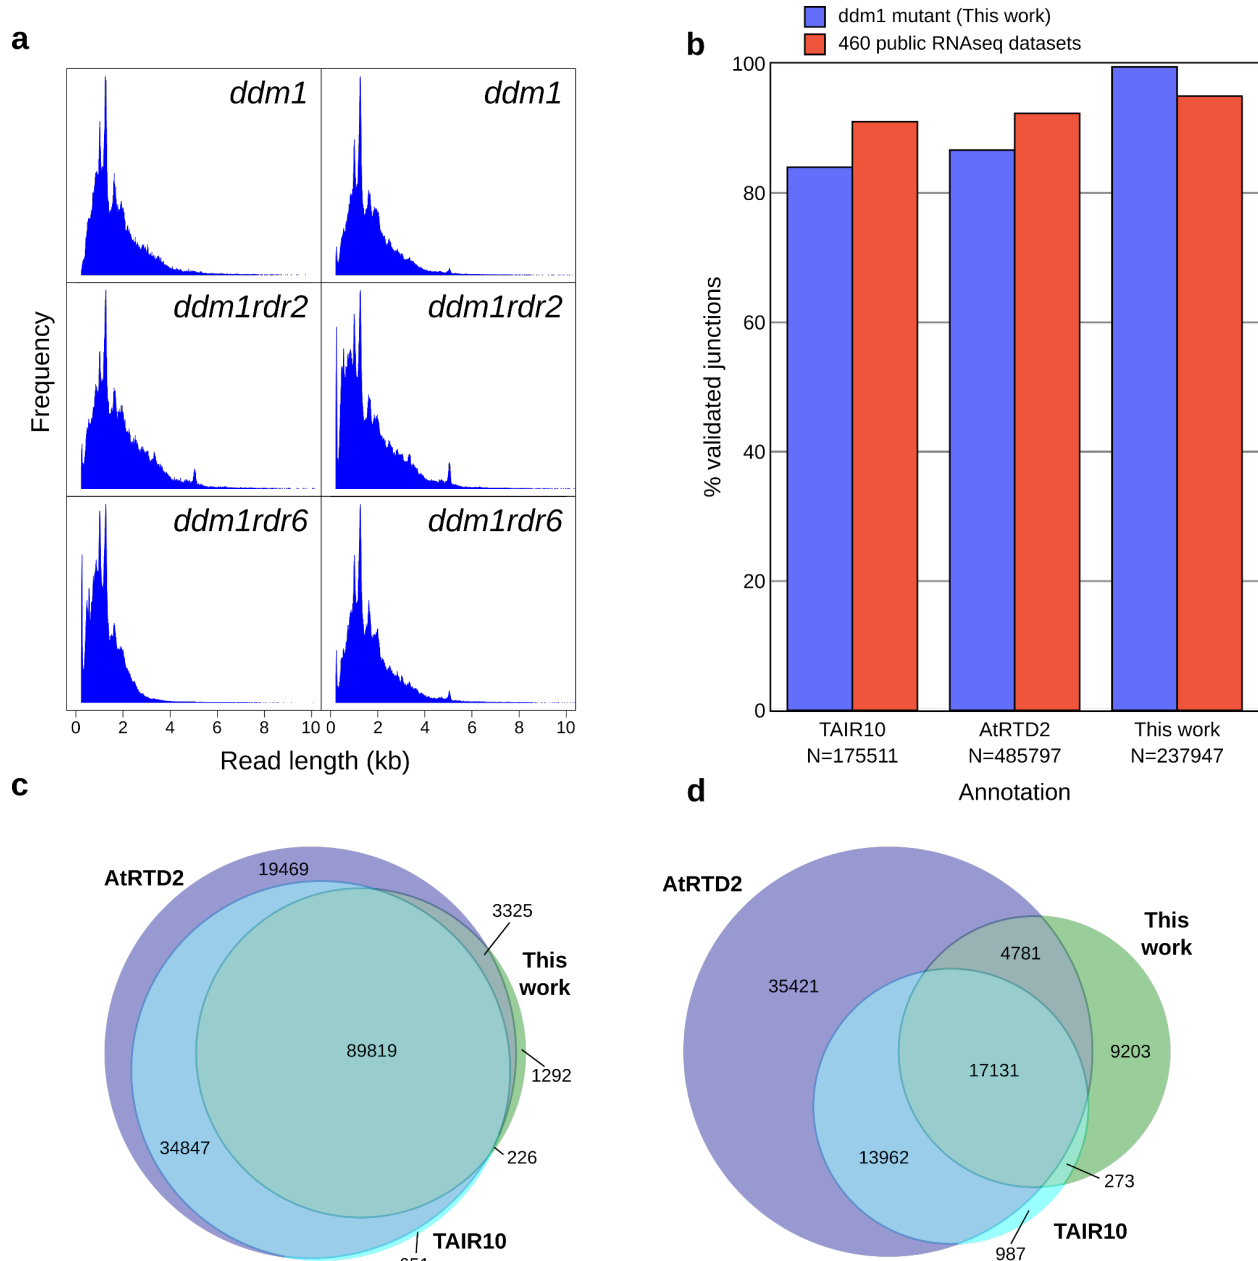 a
ddm1
ddm1
ddm1rdr2
ddm1rdr2
ddm1rdr6
ddm1rdr6
Frequency
0 2 4 6 8 10 0 2 4 6 8 10
Read length (kb)
b
ddm1 mutant (This work)
460 public RNAseq datasets
100
80
60
40
20
0
% validated junctions
TAIR10 AtRTD2 This work
N=175511 N=485797 N=237947
Annotation
c
AtRTD2
19469
3325
This
work
89819
1292
34847
226
TAIR10
d
AtRTD2
This
work
4781
35421
9203
17131
13962
273
TAIR10
987